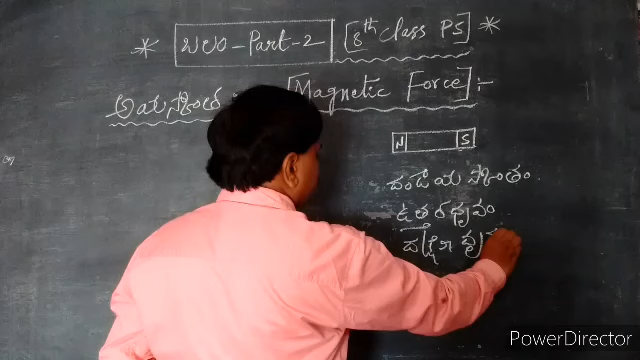 * బలం-Part-2 [8th Class PS] *
అయస్కాంత [Magnetic Force] :-
N S
దండయస్కాంతం.
ఉత్తరధృవం
దక్షిణ ధృ
PowerDirector